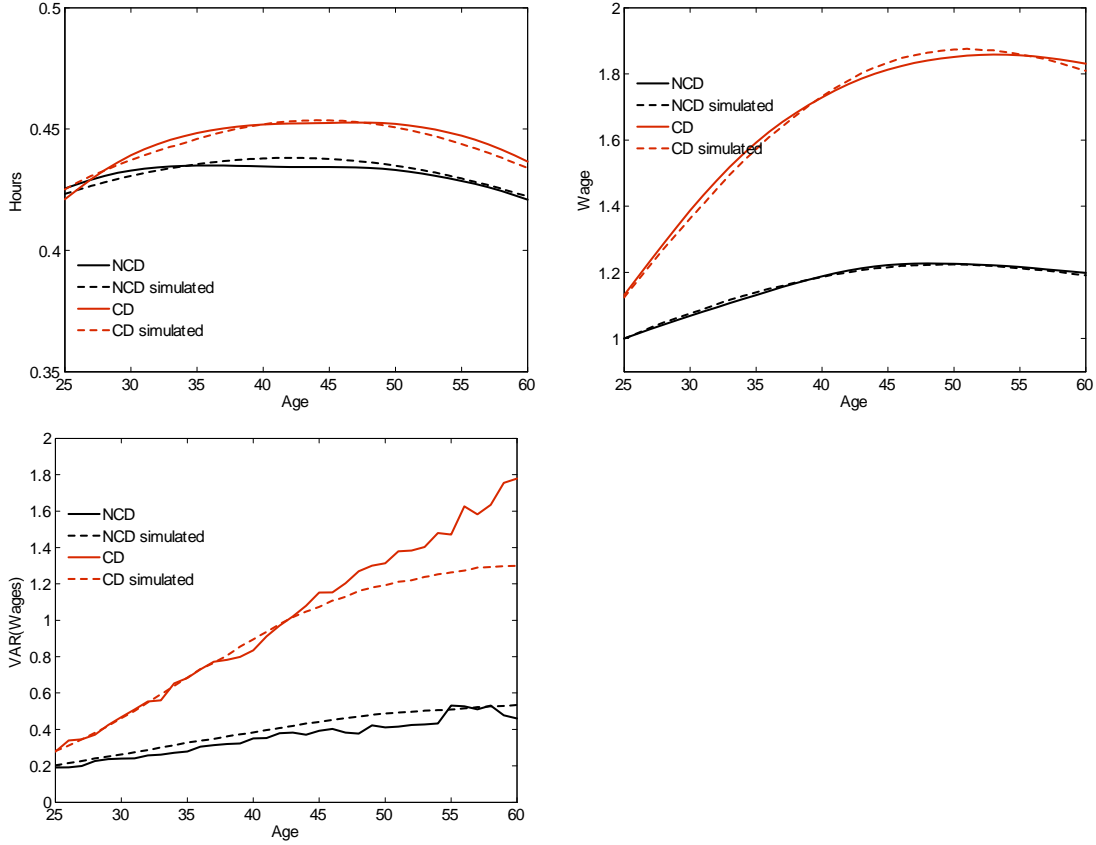 0.5
0.45
0.4
0.35
Hours
NCD
NCD simulated
CD
CD simulated
25 30 35 40 45 50 55 60
Age
2
1.8
1.6
1.4
1.2
1
Wage
NCD
NCD simulated
CD
CD simulated
25 30 35 40 45 50 55 60
Age
2
1.8
1.6
1.4
1.2
1
0.8
0.6
0.4
0.2
0
VAR(Wages)
NCD
NCD simulated
CD
CD simulated
25 30 35 40 45 50 55 60
Age